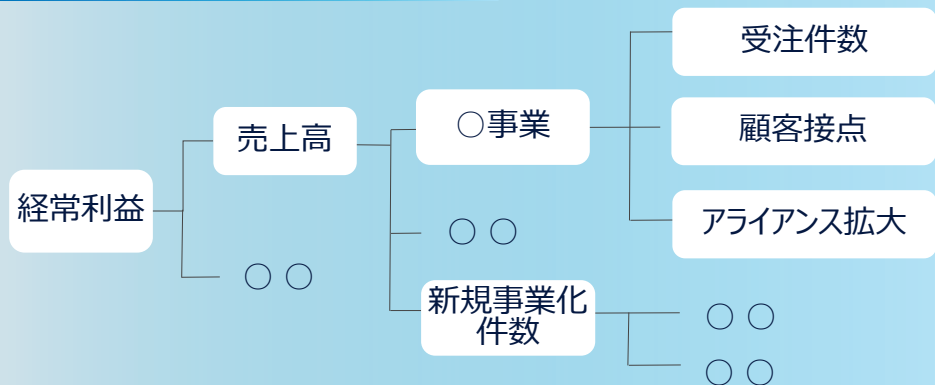 経常利益
売上高
○ ○
○事業
○ ○
新規事業化
件数
受注件数
顧客接点
アライアンス拡大
○ ○
○ ○